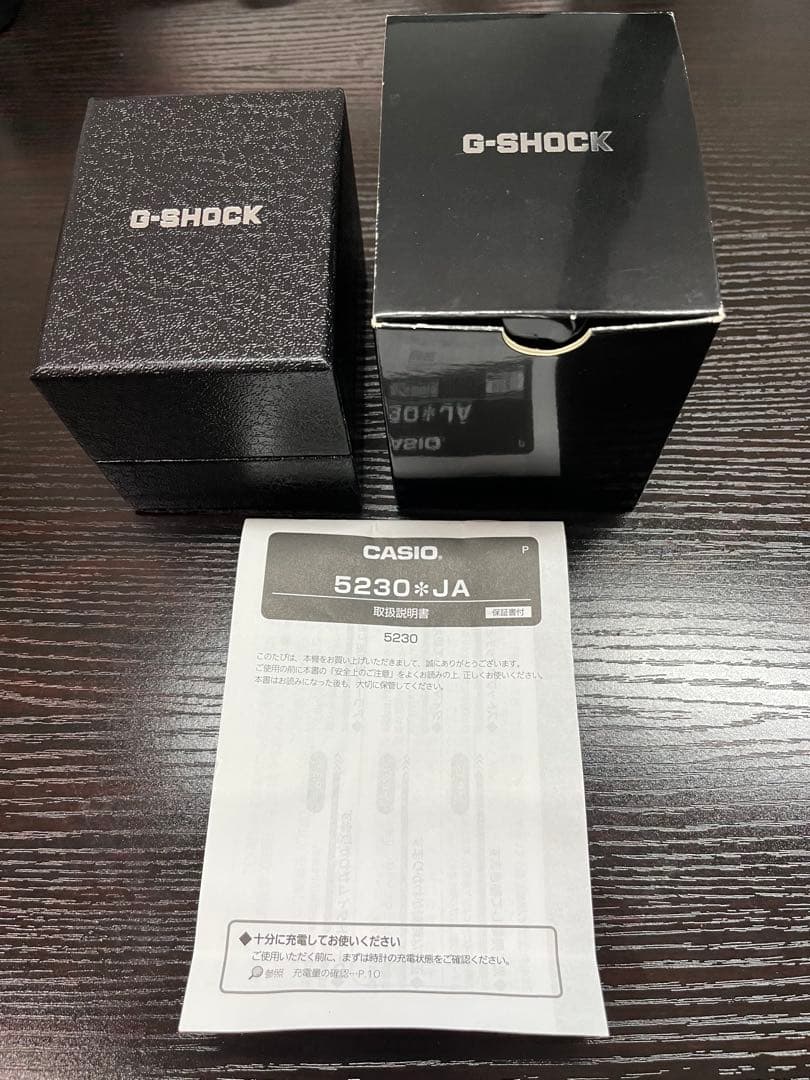 G-SHOCK
G-SHOCK
CASIO®
P
5230✽JA
取扱説明書
保証書付
5230
このたびは、本機をお買い上げいただきまして、誠にありがとうございます。
ご使用の前に本書の「安全上のご注意」をよくお読みの上、正しくお使いください。
本書はお読みになった後も、大切に保管してください。
◆十分に充電してお使いください
ご使用いただく前に、まずは時計の充電状態をご確認ください。
参照 充電量の確認…P.10